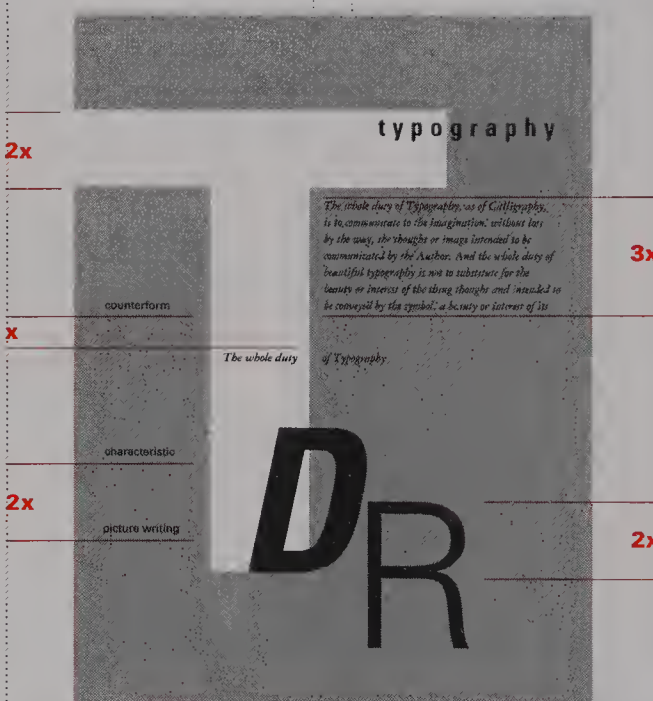 typography
2x
The whole duty of Typography, as of Calligraphy,
is to communicate to the imagination, without loss
by the way, the thought or image intended to be
communicated by the Author. And the whole duty of
beautiful typography is not to substitute for the
beauty or interest of the thing thought and intended to
be conveyed by the symbol, a beauty or interest of its
3x
counterform
x
The whole duty of Typography
characteristic
2x
picture writing
2x
D
R